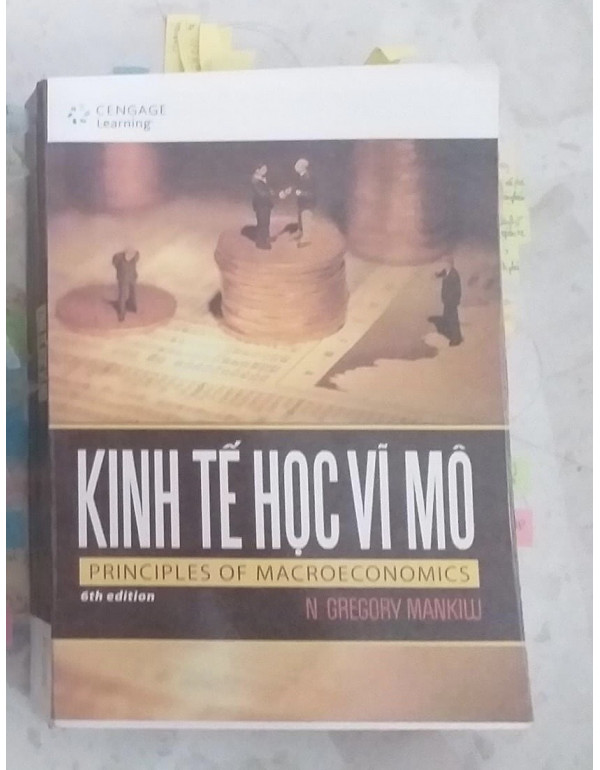 CENGAGE
Learning
KINH TẾ HỌC VĨ MÔ
PRINCIPLES OF MACROECONOMICS
6th edition
N GREGORY MANKIW